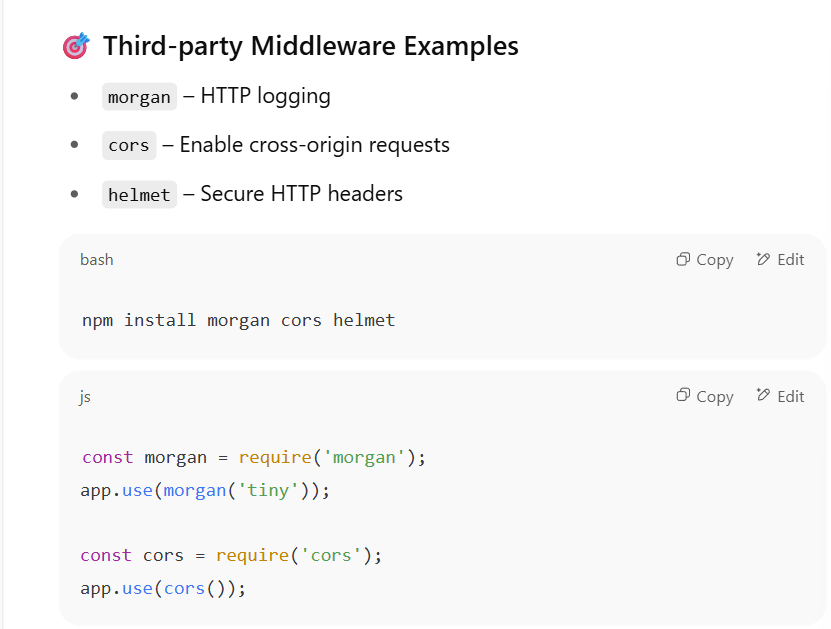 🎯 Third-party Middleware Examples
• morgan – HTTP logging
• cors – Enable cross-origin requests
• helmet – Secure HTTP headers
bash Copy Edit
npm install morgan cors helmet
js Copy Edit
const morgan = require('morgan');
app.use(morgan('tiny'));
const cors = require('cors');
app.use(cors());